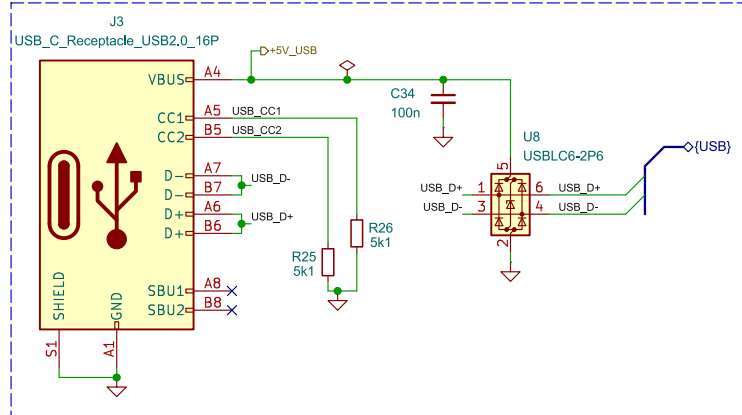 J3
USB_C_Receptacle_USB2.0_16P
+5V_USB
VBUS A4
CC1 A5 USB_CC1
CC2 B5 USB_CC2
D- A7
USB_D-
D- B7
D+ A6
USB_D+
D+ B6
SBU1 A8
SBU2 B8
SHIELD
GND
S1
A1
R25
5k1
R26
5k1
C34
100n
U8
USBLC6-2P6
5
USB_D+ 1 6 USB_D+
USB_D- 3 4 USB_D-
2
{USB}